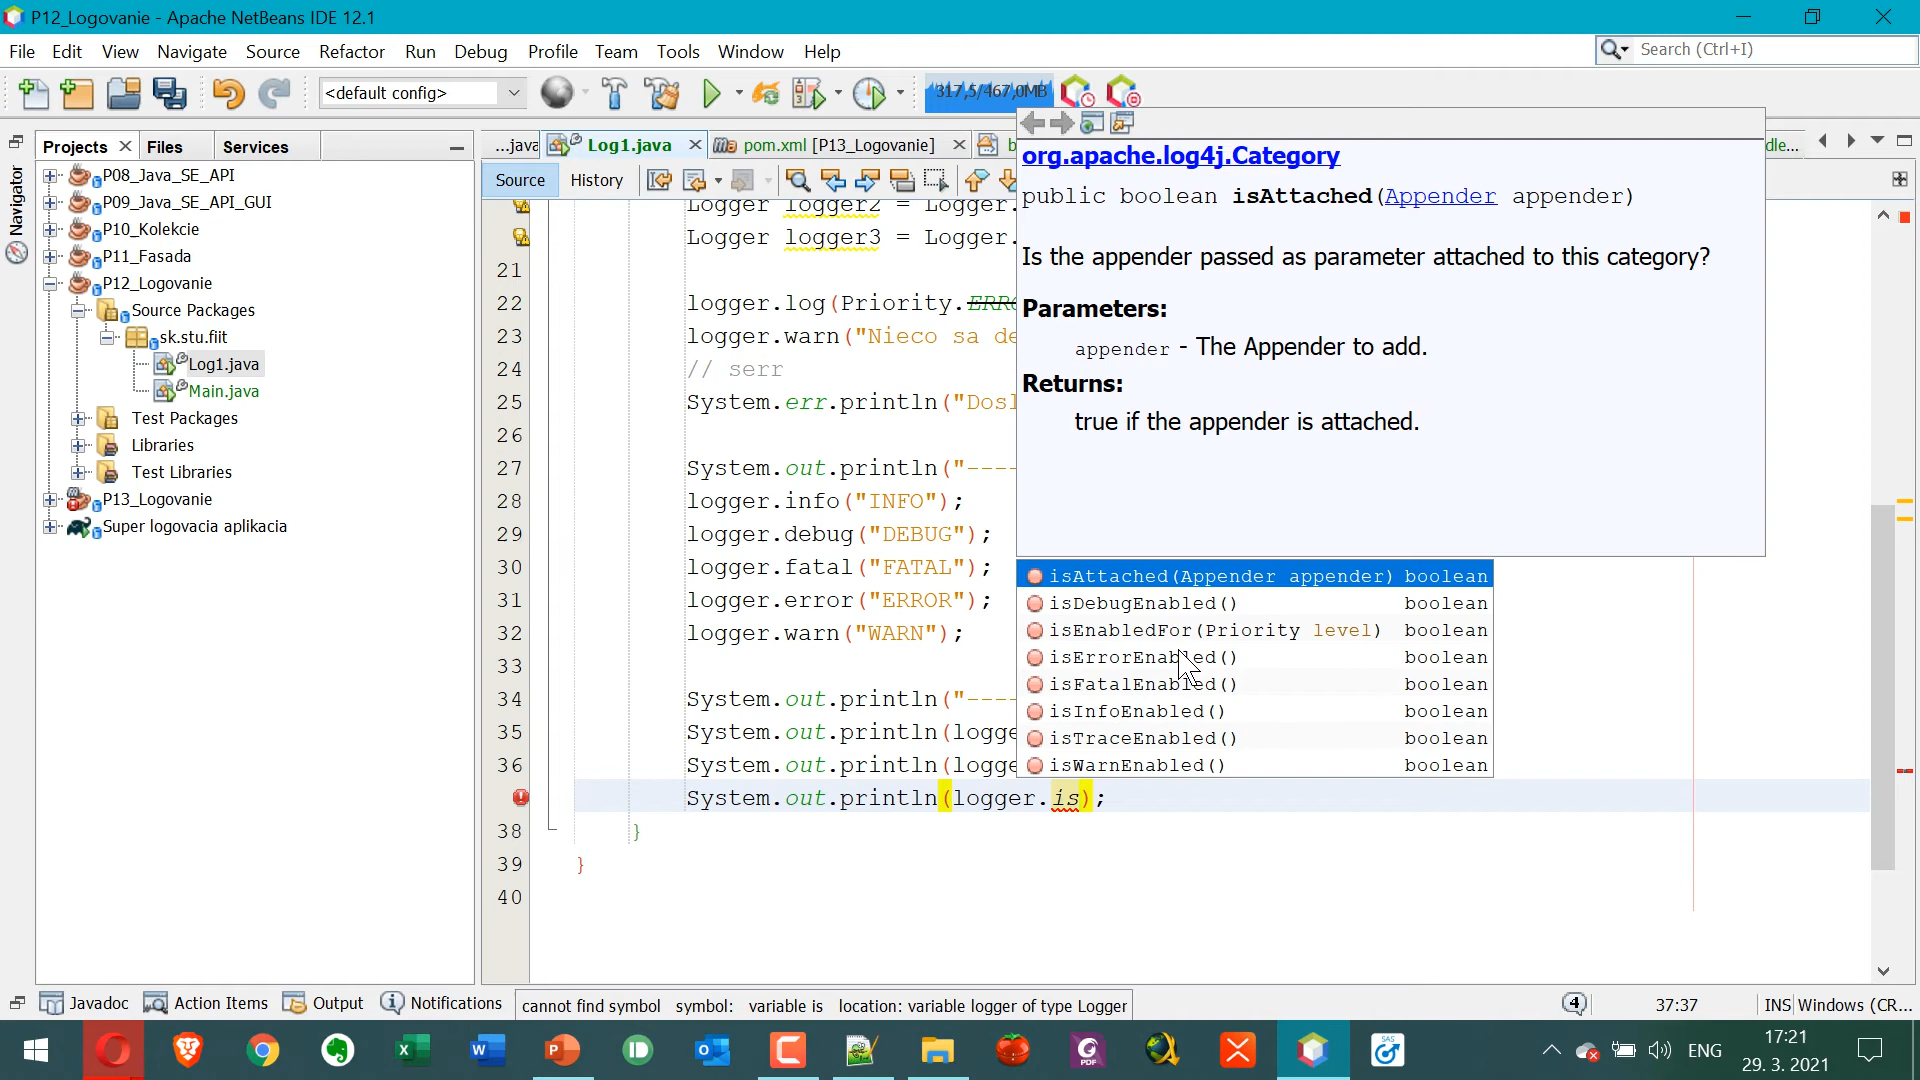 P12_Logovanie - Apache NetBeans IDE 12.1
File Edit View Navigate Source Refactor Run Debug Profile Team Tools Window Help
Search (Ctrl+I)
<default config>
317,5/467,0MB
Projects Files Services
...java Log1.java pom.xml [P13_Logovanie]
Source History
Navigator
P08_Java_SE_API
P09_Java_SE_API_GUI
P10_Kolekcie
P11_Fasada
P12_Logovanie
Source Packages
sk.stu.fiit
Log1.java
Main.java
Test Packages
Libraries
Test Libraries
P13_Logovanie
Super logovacia aplikacia
Logger logger2 = Logger.
Logger logger3 = Logger.
21
22 logger.log(Priority.ERRO
23 logger.warn("Nieco sa de
24 // serr
25 System.err.println("Dosl
26
27 System.out.println("----
28 logger.info("INFO");
29 logger.debug("DEBUG");
30 logger.fatal("FATAL");
31 logger.error("ERROR");
32 logger.warn("WARN");
33
34 System.out.println("----
35 System.out.println(logge
36 System.out.println(logge
System.out.println(logger.is);
38 }
39 }
40
org.apache.log4j.Category
public boolean isAttached(Appender appender)
Is the appender passed as parameter attached to this category?
Parameters:
appender - The Appender to add.
Returns:
true if the appender is attached.
isAttached(Appender appender) boolean
isDebugEnabled() boolean
isEnabledFor(Priority level) boolean
isErrorEnabled() boolean
isFatalEnabled() boolean
isInfoEnabled() boolean
isTraceEnabled() boolean
isWarnEnabled() boolean
Javadoc Action Items Output Notifications
cannot find symbol symbol: variable is location: variable logger of type Logger
4 37:37 INS Windows (CR...
ENG
17:21
29. 3. 2021